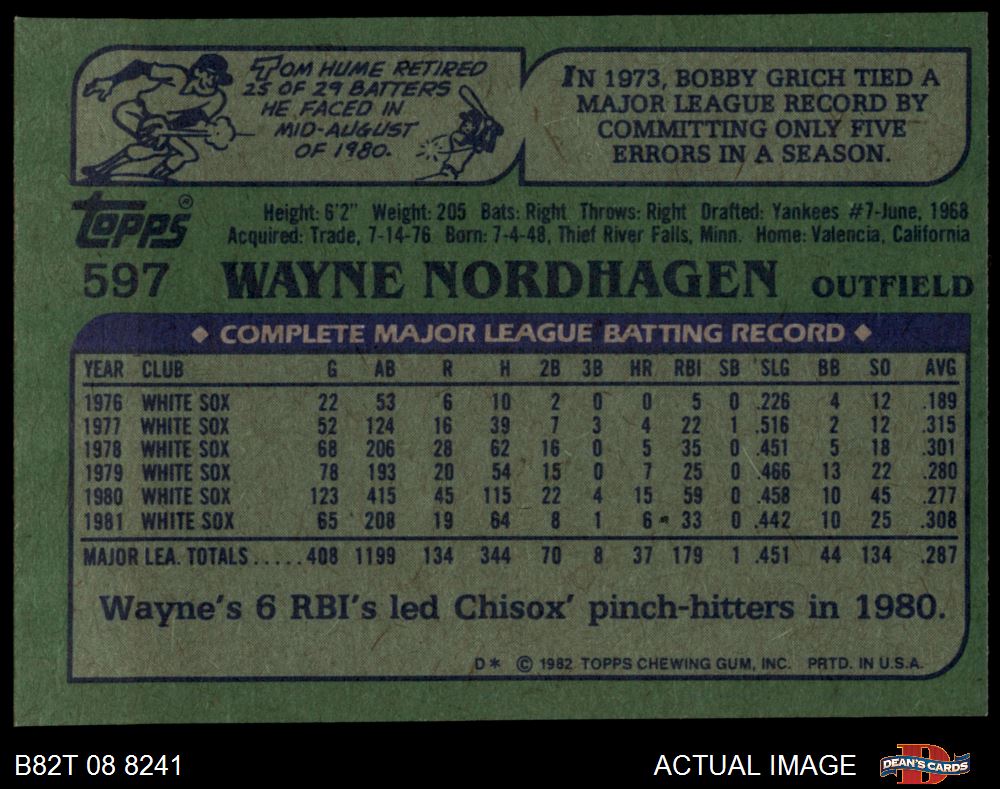 TOM HUME RETIRED
25 OF 29 BATTERS
HE FACED IN
MID-AUGUST
OF 1980.
IN 1973, BOBBY GRICH TIED A
MAJOR LEAGUE RECORD BY
COMMITTING ONLY FIVE
ERRORS IN A SEASON.
TOPPS®
Height: 6'2" Weight: 205 Bats: Right Throws: Right Drafted: Yankees #7-June, 1968
Acquired: Trade, 7-14-76 Born: 7-4-48, Thief River Falls, Minn. Home: Valencia, California
597 WAYNE NORDHAGEN OUTFIELD
◆ COMPLETE MAJOR LEAGUE BATTING RECORD ◆
YEAR CLUB G AB R H 2B 3B HR RBI SB SLG BB SO AVG
1976 WHITE SOX 22 53 6 10 2 0 0 5 0 .226 4 12 .189
1977 WHITE SOX 52 124 16 39 7 3 4 22 1 .516 2 12 .315
1978 WHITE SOX 68 206 28 62 16 0 5 35 0 .451 5 18 .301
1979 WHITE SOX 78 193 20 54 15 0 7 25 0 .466 13 22 .280
1980 WHITE SOX 123 415 45 115 22 4 15 59 0 .458 10 45 .277
1981 WHITE SOX 65 208 19 64 8 1 6 33 0 .442 10 25 .308
MAJOR LEA. TOTALS.....408 1199 134 344 70 8 37 179 1 .451 44 134 .287
Wayne's 6 RBI's led Chisox' pinch-hitters in 1980.
D* © 1982 TOPPS CHEWING GUM, INC. PRTD. IN U.S.A.
B82T 08 8241 ACTUAL IMAGE DEAN'S CARDS